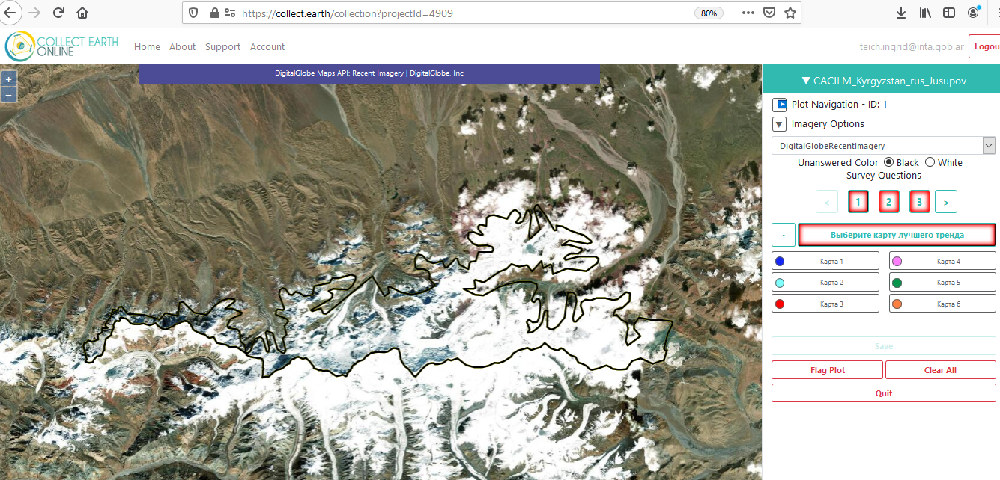 https://collect.earth/collection?projectId=4909
80%
COLLECT EARTH
ONLINE
Home
About
Support
Account
teich.ingrid@inta.gob.ar
Logou
+
−
DigitalGlobe Maps API: Recent Imagery | DigitalGlobe, Inc
▼ CACILM_Kyrgyzstan_rus_Jusupov
Plot Navigation - ID: 1
▼ Imagery Options
DigitalGlobeRecentImagery
Unanswered Color Black White
Survey Questions
< 1 2 3 >
- Выберите карту лучшего тренда
Карта 1
Карта 4
Карта 2
Карта 5
Карта 3
Карта 6
Save
Flag Plot
Clear All
Quit